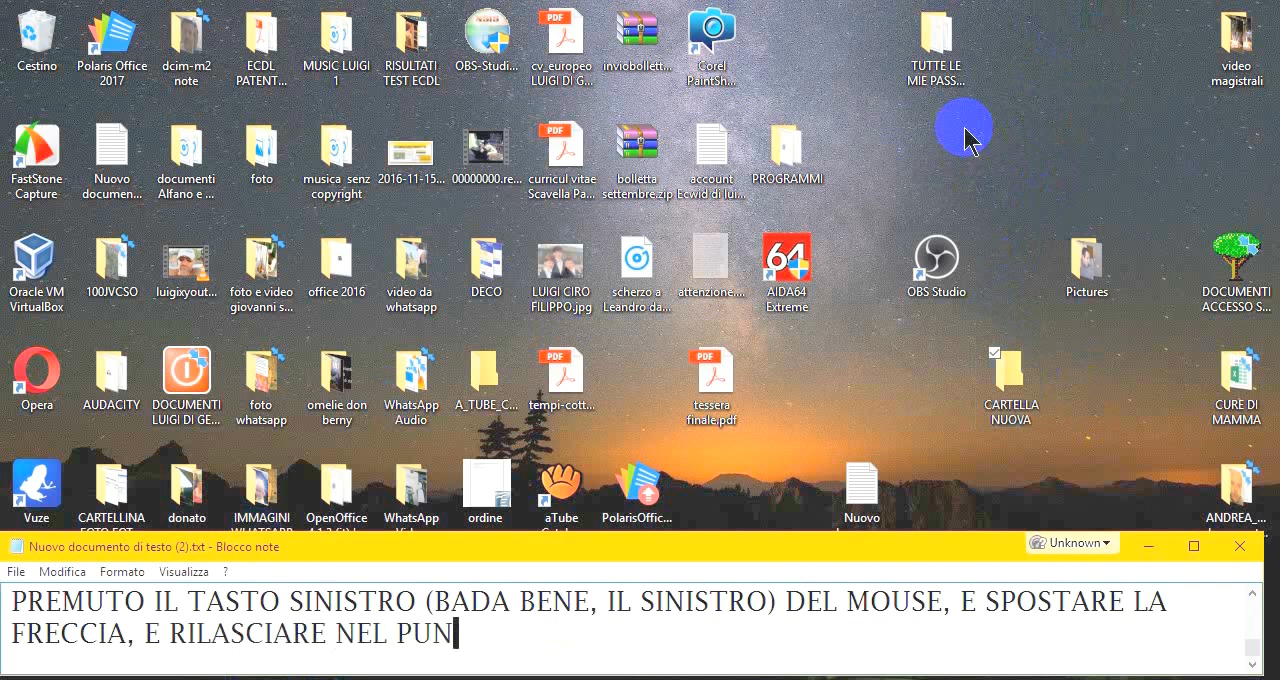 Cestino
Polaris Office
2017
dcim-m2
note
ECDL
PATENT...
MUSIC LUIGI
1
RISULTATI
TEST ECDL
OBS-Studi...
cv_europeo
LUIGI DI G...
inviobollett...
Corel
PaintSh...
TUTTE LE
MIE PASS...
video
magistrali
FastStone
Capture
Nuovo
documen...
documenti
Alfano e ...
foto
musica senz
copyright
2016-11-15...
00000000.re...
curricul vitae
Scavella Pa...
bolletta
settembre.zip
account
Ecwid di lui...
PROGRAMMI
Oracle VM
VirtualBox
100JVCSO
luigixyout...
foto e video
giovanni s...
office 2016
video da
whatsapp
DECO
LUIGI CIRO
FILIPPO.jpg
scherzo a
Leandro da...
attenzione....
64
AIDA64
Extreme
OBS Studio
Pictures
DOCUMENTI
ACCESSO S...
Opera
AUDACITY
DOCUMENTI
LUIGI DI GE...
foto
whatsapp
omelie don
berny
WhatsApp
Audio
A_TUBE_C...
PDF
tempi-cott...
PDF
tessera
finale.pdf
CARTELLA
NUOVA
CURE DI
MAMMA
Vuze
CARTELLINA
donato
IMMAGINI
OpenOffice
WhatsApp
ordine
aTube
PolarisOffic...
Nuovo
ANDREA_...
Nuovo documento di testo (2).txt - Blocco note
Unknown
File Modifica Formato Visualizza ?
PREMUTO IL TASTO SINISTRO (BADA BENE, IL SINISTRO) DEL MOUSE, E SPOSTARE LA
FRECCIA, E RILASCIARE NEL PUN